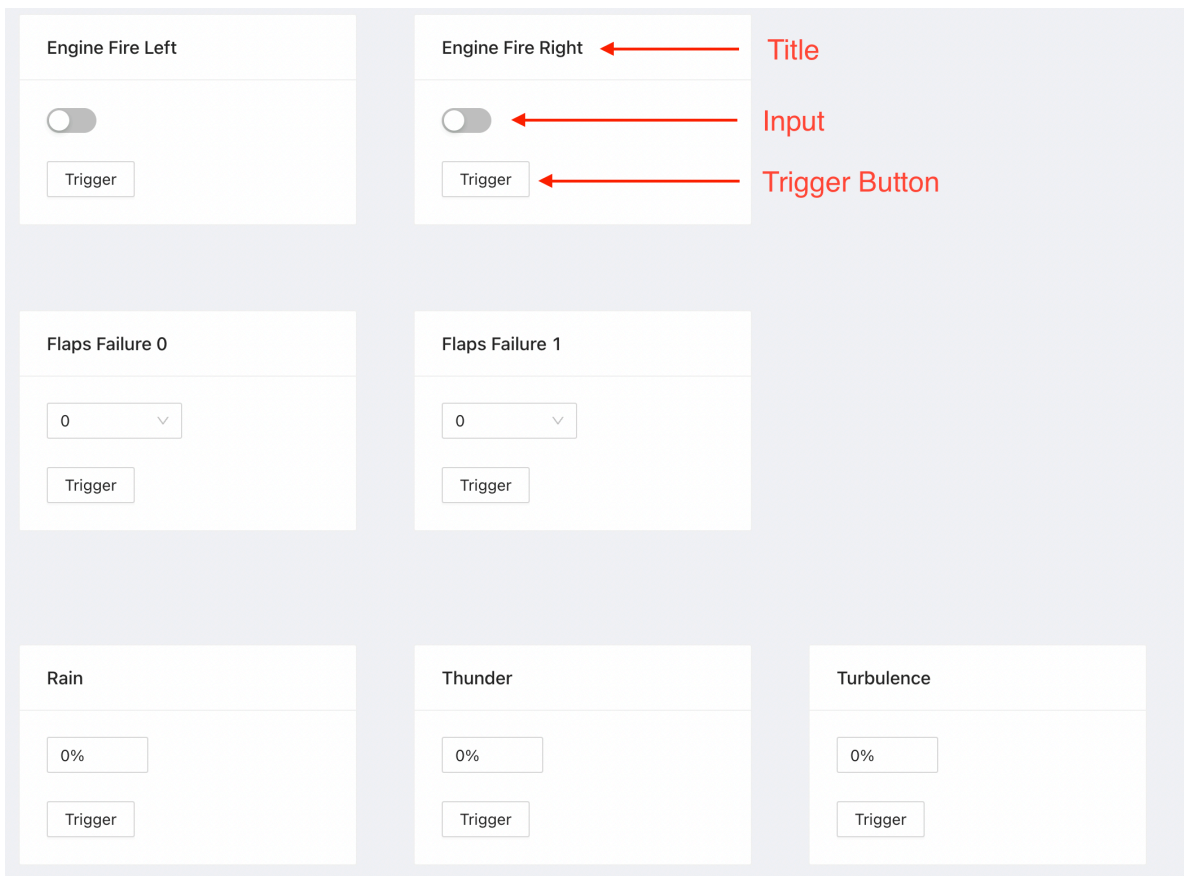 Engine Fire Left
Engine Fire Right
Title
Input
Trigger
Trigger
Trigger Button
Flaps Failure 0
Flaps Failure 1
0
0
Trigger
Trigger
Rain
Thunder
Turbulence
0%
0%
0%
Trigger
Trigger
Trigger